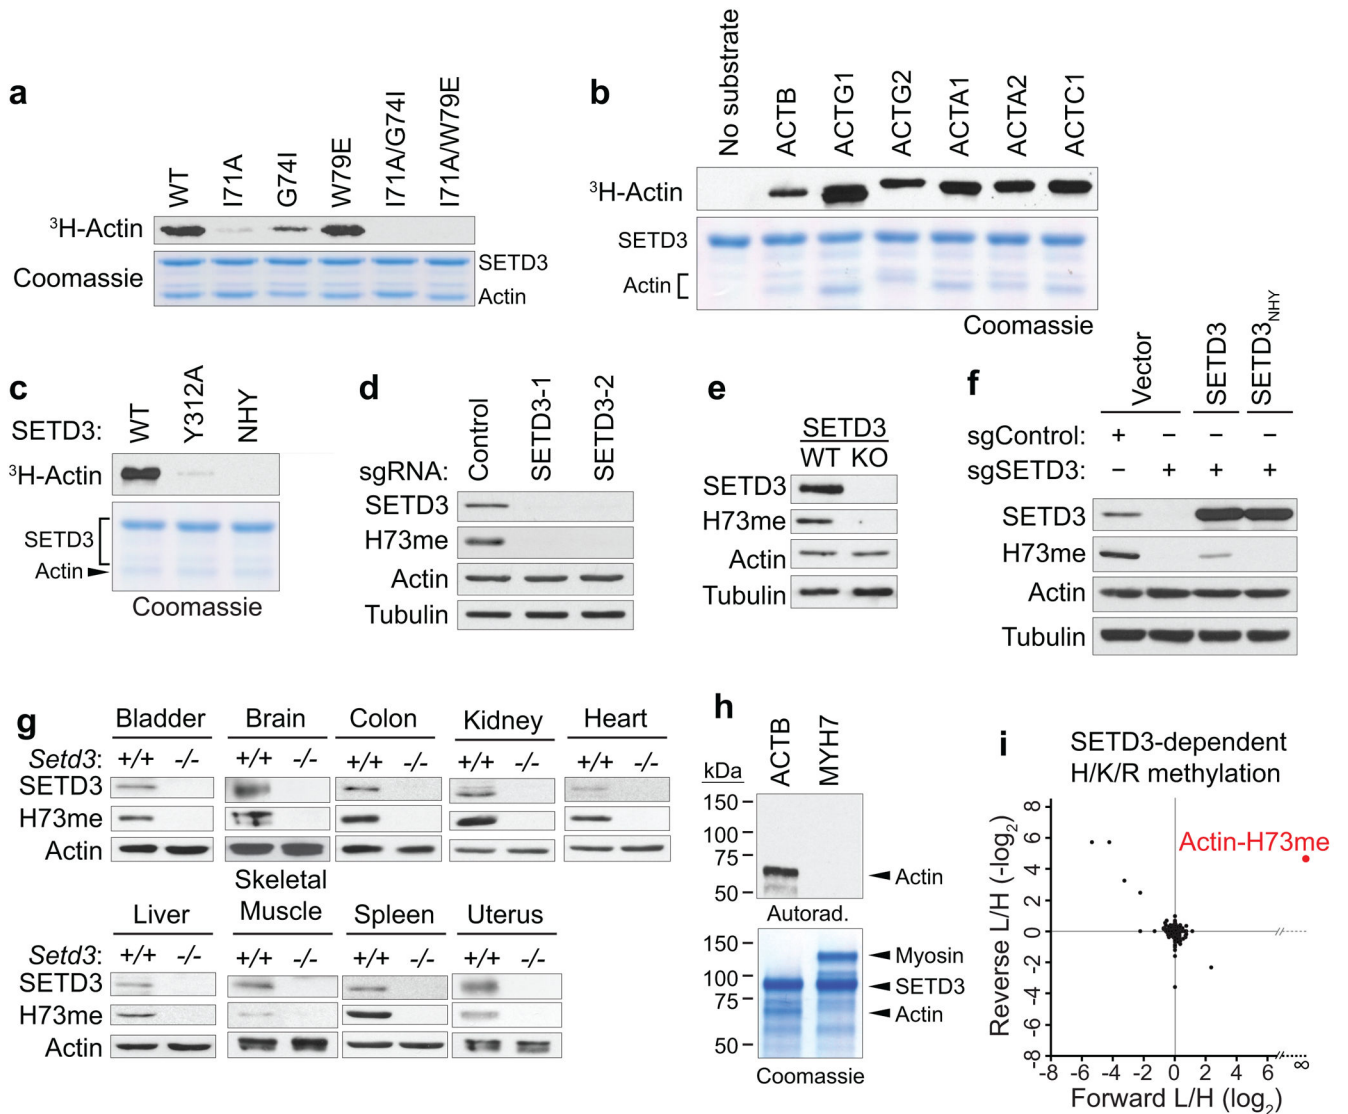 a
WT
I71A
G74I
W79E
I71A/G74I
I71A/W79E
³H-Actin
Coomassie
SETD3
Actin
b
No substrate
ACTB
ACTG1
ACTG2
ACTA1
ACTA2
ACTC1
³H-Actin
SETD3
Actin
Coomassie
c
SETD3:
WT
Y312A
NHY
³H-Actin
SETD3
Actin
Coomassie
d
sgRNA:
Control
SETD3-1
SETD3-2
SETD3
H73me
Actin
Tubulin
e
SETD3
WT KO
SETD3
H73me
Actin
Tubulin
f
Vector
SETD3
SETD3NHY
sgControl: + – – –
sgSETD3: – + + +
SETD3
H73me
Actin
Tubulin
g
Bladder Brain Colon Kidney Heart
Setd3: +/+ -/- +/+ -/- +/+ -/- +/+ -/- +/+ -/-
SETD3
H73me
Actin
Liver Skeletal Muscle Spleen Uterus
Setd3: +/+ -/- +/+ -/- +/+ -/- +/+ -/-
SETD3
H73me
Actin
h
ACTB
MYH7
kDa
150
100
75
50
Actin
Autorad.
150
100
75
50
Myosin
SETD3
Actin
Coomassie
i
SETD3-dependent
H/K/R methylation
Actin-H73me
Reverse L/H (-log₂)
8
6
4
2
0
-2
-4
-6
-8
-8 -6 -4 -2 0 2 4 6 ∞
Forward L/H (log₂)